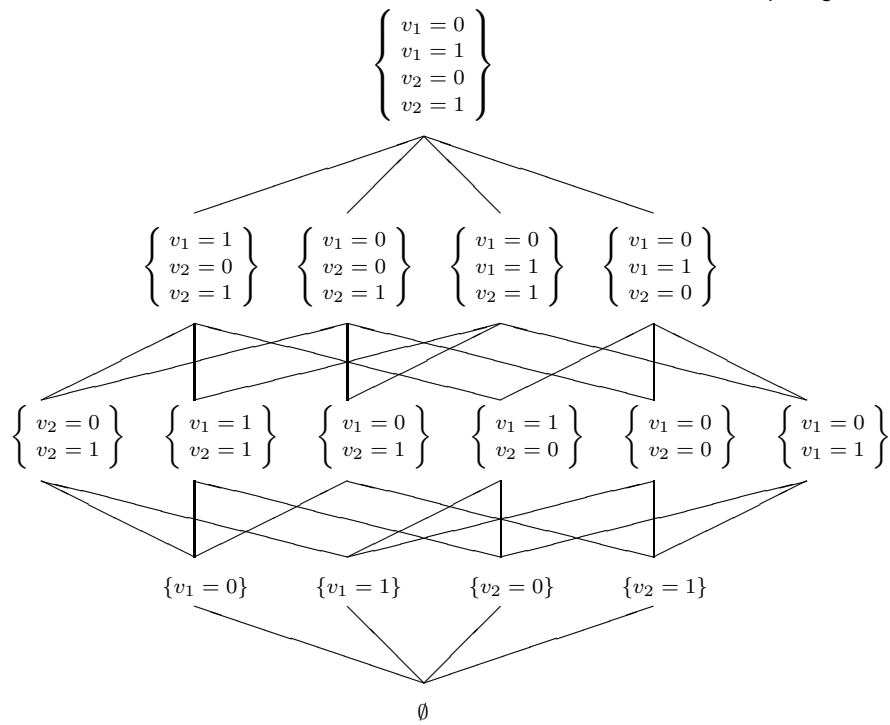 v₁ = 0
v₁ = 1
v₂ = 0
v₂ = 1
v₁ = 1
v₂ = 0
v₂ = 1
v₁ = 0
v₂ = 0
v₂ = 1
v₁ = 0
v₁ = 1
v₂ = 1
v₁ = 0
v₁ = 1
v₂ = 0
v₂ = 0
v₂ = 1
v₁ = 1
v₂ = 1
v₁ = 0
v₂ = 1
v₁ = 1
v₂ = 0
v₁ = 0
v₂ = 0
v₁ = 0
v₁ = 1
{v₁ = 0} {v₁ = 1} {v₂ = 0} {v₂ = 1}
∅